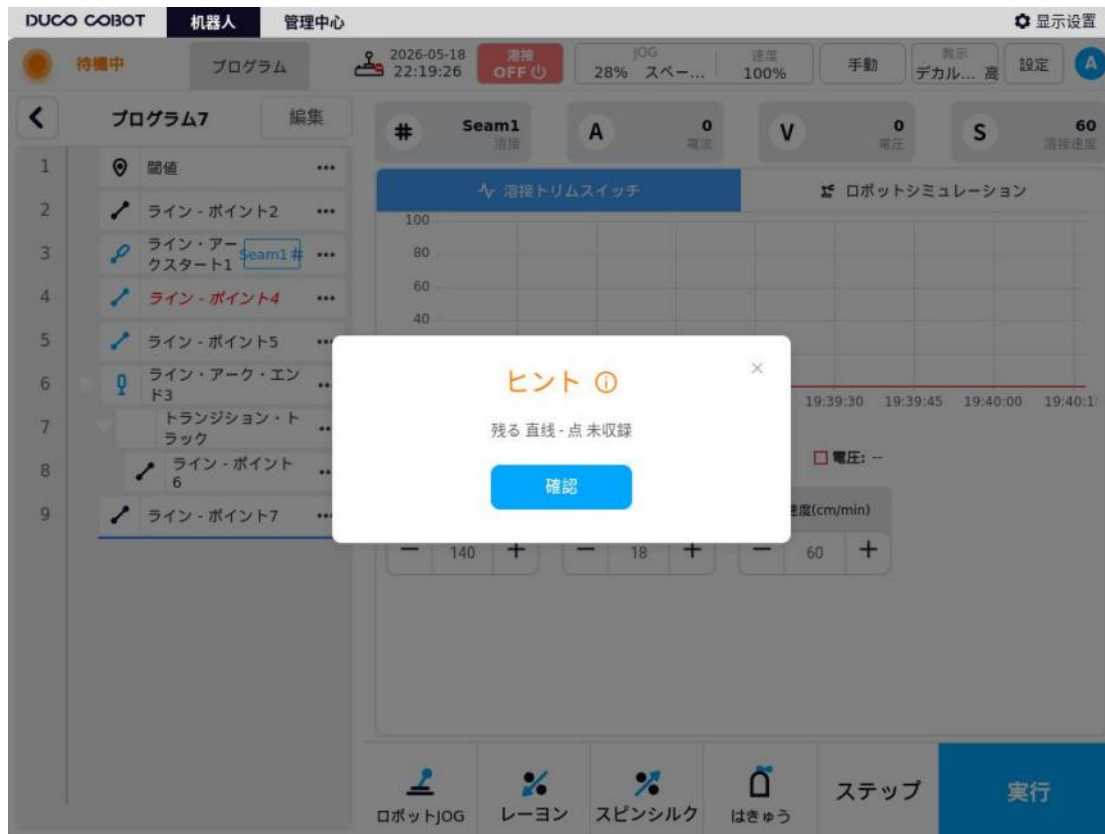 DUCO COBOT 机器人 管理中心 显示设置
待機中 プログラム 2026-05-18 22:19:26 溶接 OFF JOG 28% スペー... 速度 100% 手動 教示 デカル... 高 設定 A
プログラム7 編集
# Seam1 溶接 A 0 電流 V 0 電圧 S 60 溶接速度
1 閾値 •••
2 ライン - ポイント2 •••
3 ライン・アー
クスタート1 Seam1 # •••
4 ライン - ポイント4 •••
5 ライン - ポイント5 •••
6 ライン・アーク・エン
ド3
7 トランジション・ト
ラック
8 ライン - ポイント
6
9 ライン - ポイント7 •••
溶接トリムスイッチ ロボットシミュレーション
100
80
60
40
19:39:30 19:39:45 19:40:00 19:40:1
ヒント
残る 直线 - 点 未収録
確認
電圧: --
速度(cm/min)
− 140 + − 18 + − 60 +
ロボットJOG レーヨン スピンシルク はきゅう ステップ 実行